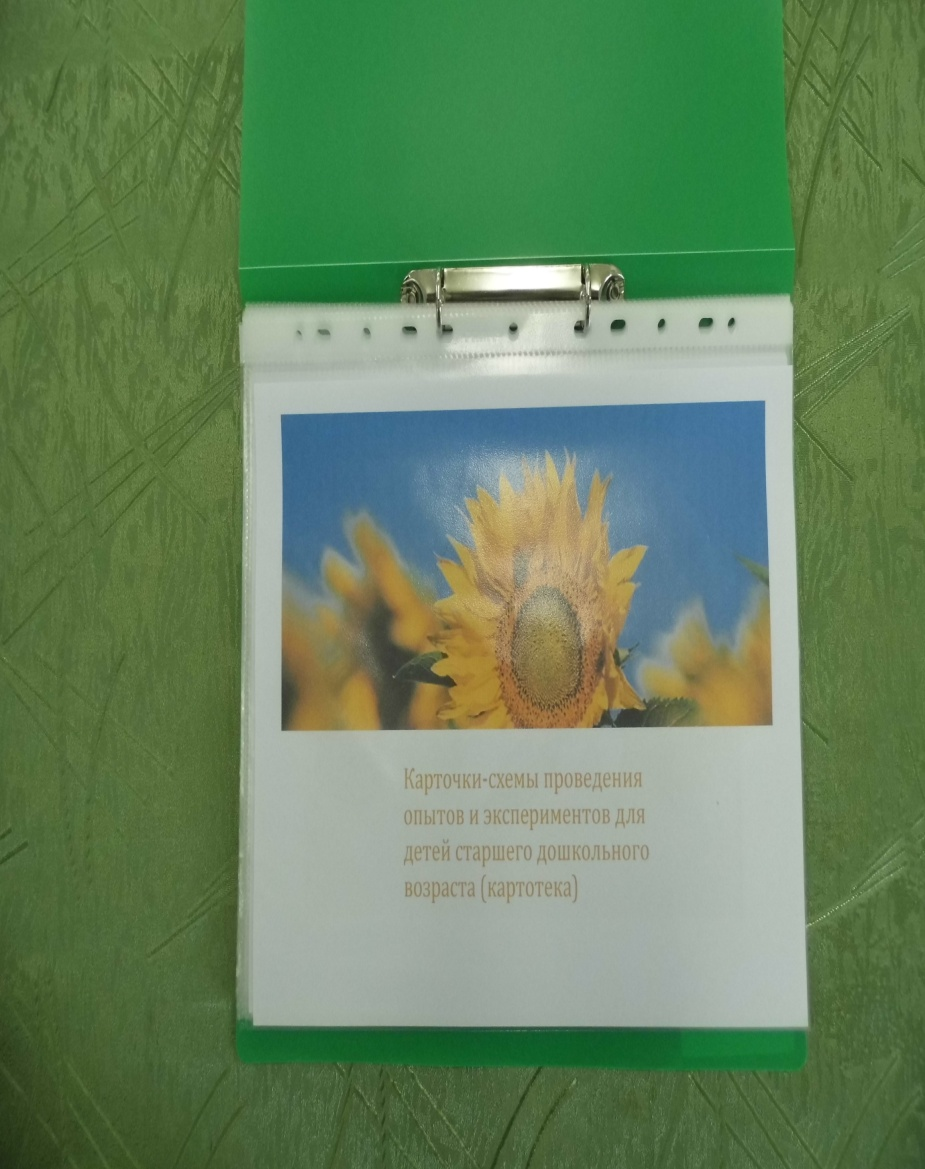 Карточки-схемы проведения
опытов и экспериментов для
детей старшего дошкольного
возраста (картотека)